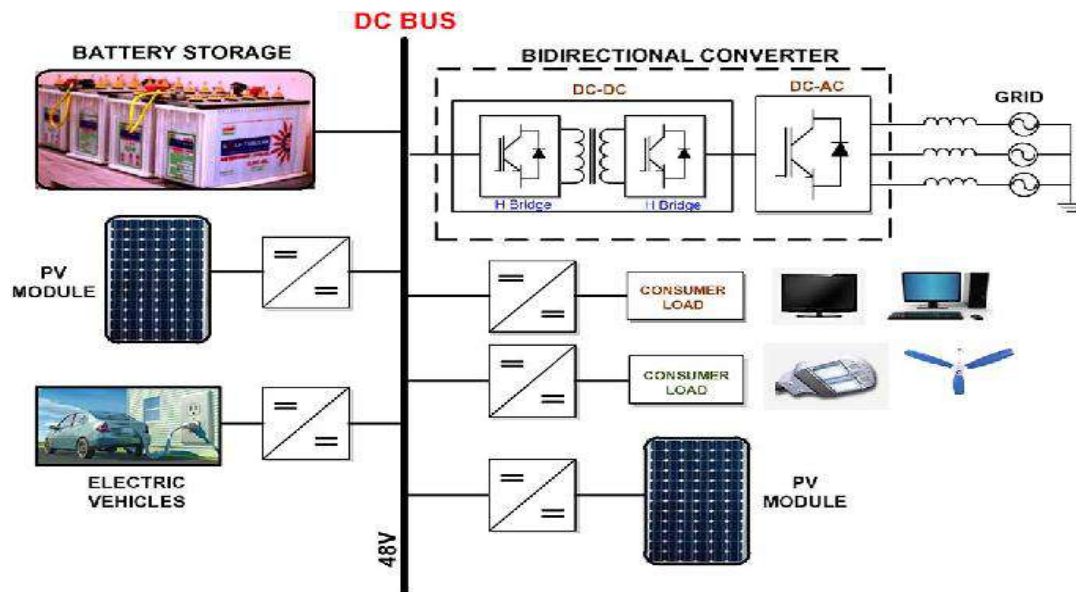 DC BUS
BATTERY STORAGE
BIDIRECTIONAL CONVERTER
DC-DC
DC-AC
GRID
H Bridge
H Bridge
PV
MODULE
CONSUMER
LOAD
CONSUMER
LOAD
ELECTRIC
VEHICLES
PV
MODULE
48V